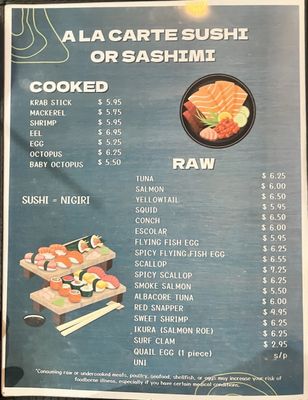 A LA CARTE SUSHI
OR SASHIMI
COOKED
KRAB STICK $ 5.95
MACKEREL $ 5.75
SHRIMP $ 5.95
EEL $ 6.95
EGG $ 5.25
OCTOPUS $ 6.25
BABY OCTOPUS $ 5.50
SUSHI = NIGIRI
RAW
TUNA $ 6.25
SALMON $ 6.00
YELLOWTAIL $ 6.50
SQUID $ 5.95
CONCH $ 6.50
ESCOLAR $ 6.00
FLYING FISH EGG $ 5.95
SPICY FLYING FISH EGG $ 6.25
SCALLOP $ 6.55
SPICY SCALLOP $ 7.25
SMOKE SALMON $ 6.25
ALBACORE TUNA $ 5.50
RED SNAPPER $ 6.00
SWEET SHRIMP $ 4.95
IKURA (SALMON ROE) $ 6.25
SURF CLAM $ 6.25
QUAIL EGG (1 piece) $ 2.95
UNI s/p
*Consuming raw or undercooked meats, poultry, seafood, shellfish, or eggs may increase your risk of
foodborne illness, especially if you have certain medical conditions.